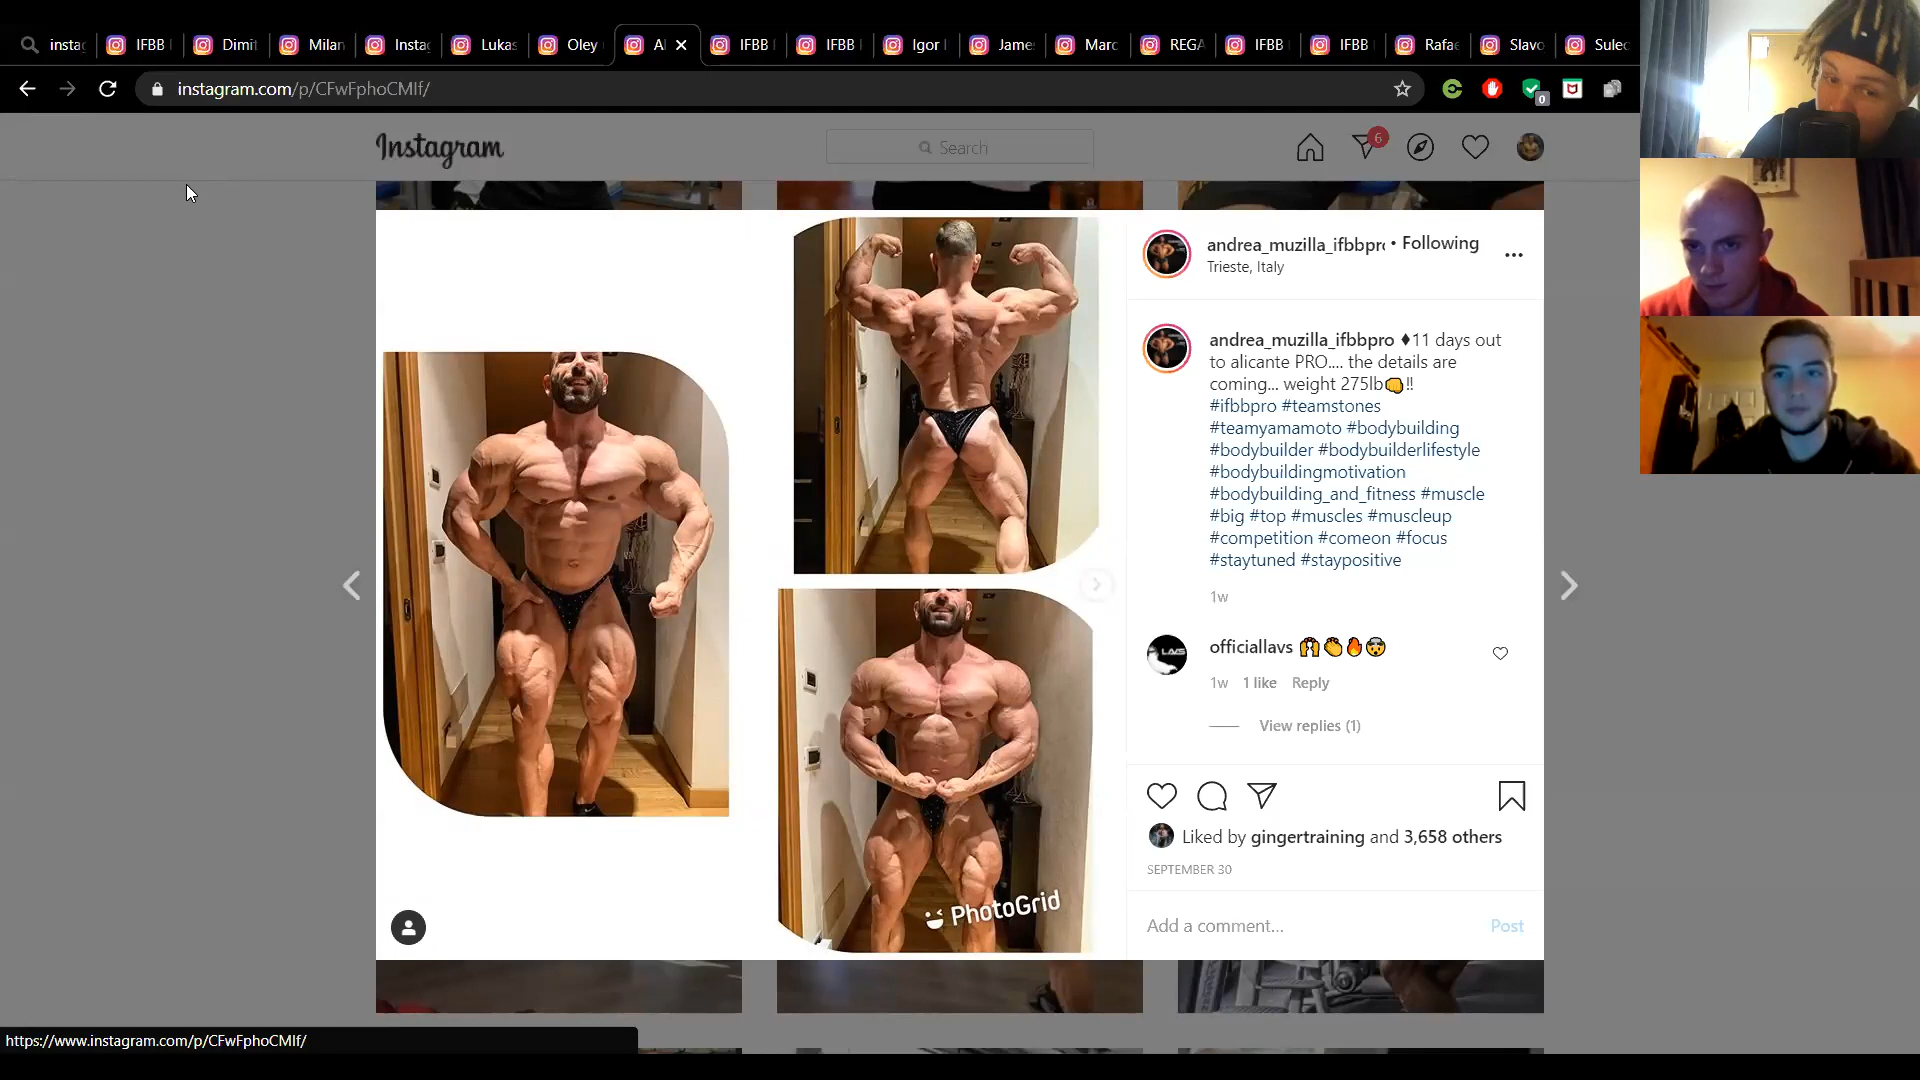 insta
IFBB
Dimit
Milan
Insta
Lukas
Oley
Al
IFBB
IFBB
Igor
Jame
Marc
REGA
IFBB
IFBB
Rafae
Slavo
Sulec
instagram.com/p/CFwFphoCMIf/
0
Instagram
Search
6
andrea_muzilla_ifbbpro • Following
Trieste, Italy
andrea_muzilla_ifbbpro ♦11 days out
to alicante PRO.... the details are
coming... weight 275lb👊!!
#ifbbpro #teamstones
#teamyamamoto #bodybuilding
#bodybuilder #bodybuilderlifestyle
#bodybuildingmotivation
#bodybuilding_and_fitness #muscle
#big #top #muscles #muscleup
#competition #comeon #focus
#staytuned #staypositive
1w
officiallavs 🙌👏🔥🤯
1w 1 like Reply
View replies (1)
Liked by gingertraining and 3,658 others
SEPTEMBER 30
Add a comment... Post
PhotoGrid
https://www.instagram.com/p/CFwFphoCMIf/